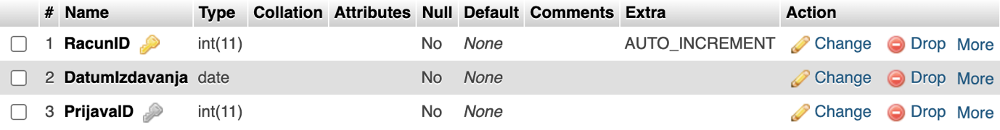 # Name Type Collation Attributes Null Default Comments Extra Action
1 RacunID int(11) No None AUTO_INCREMENT Change Drop More
2 DatumIzdavanja date No None Change Drop More
3 PrijavaID int(11) No None Change Drop More